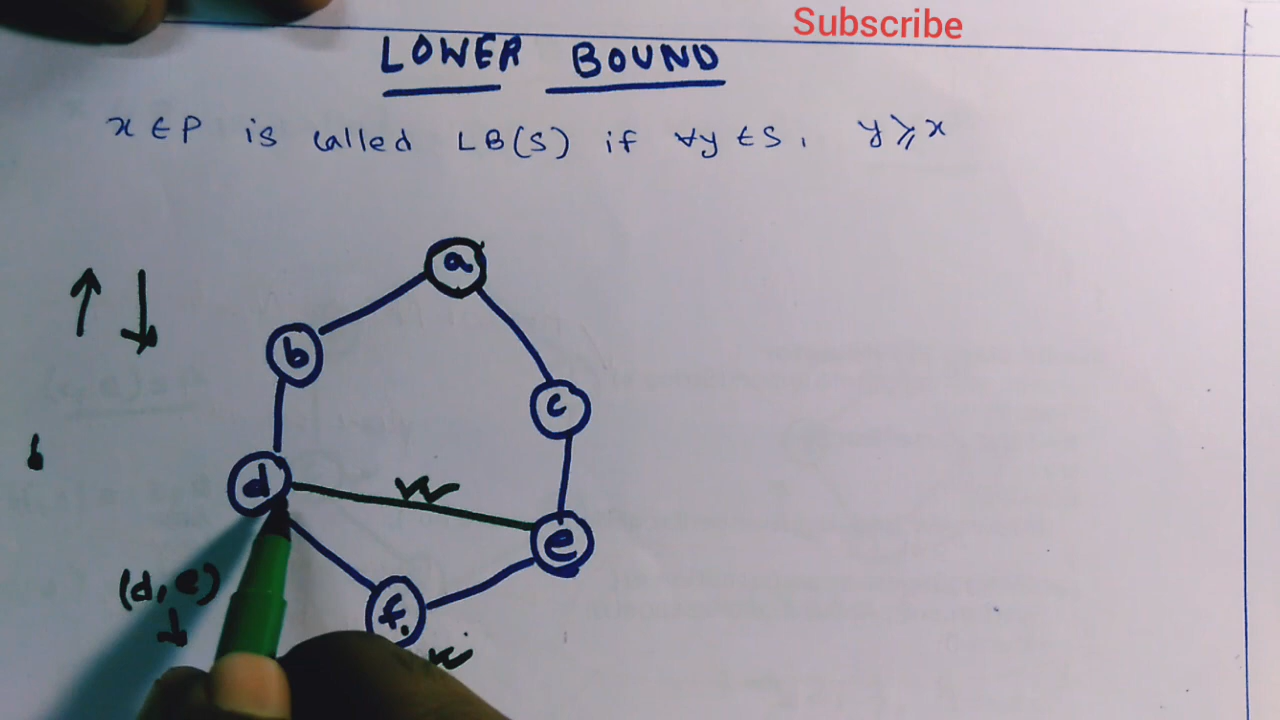 Subscribe
LOWER BOUND
x ∈ P is called LB(S) if ∀y ∈ S, y ⩾ x
a
b
c
d
e
(d, e)
f